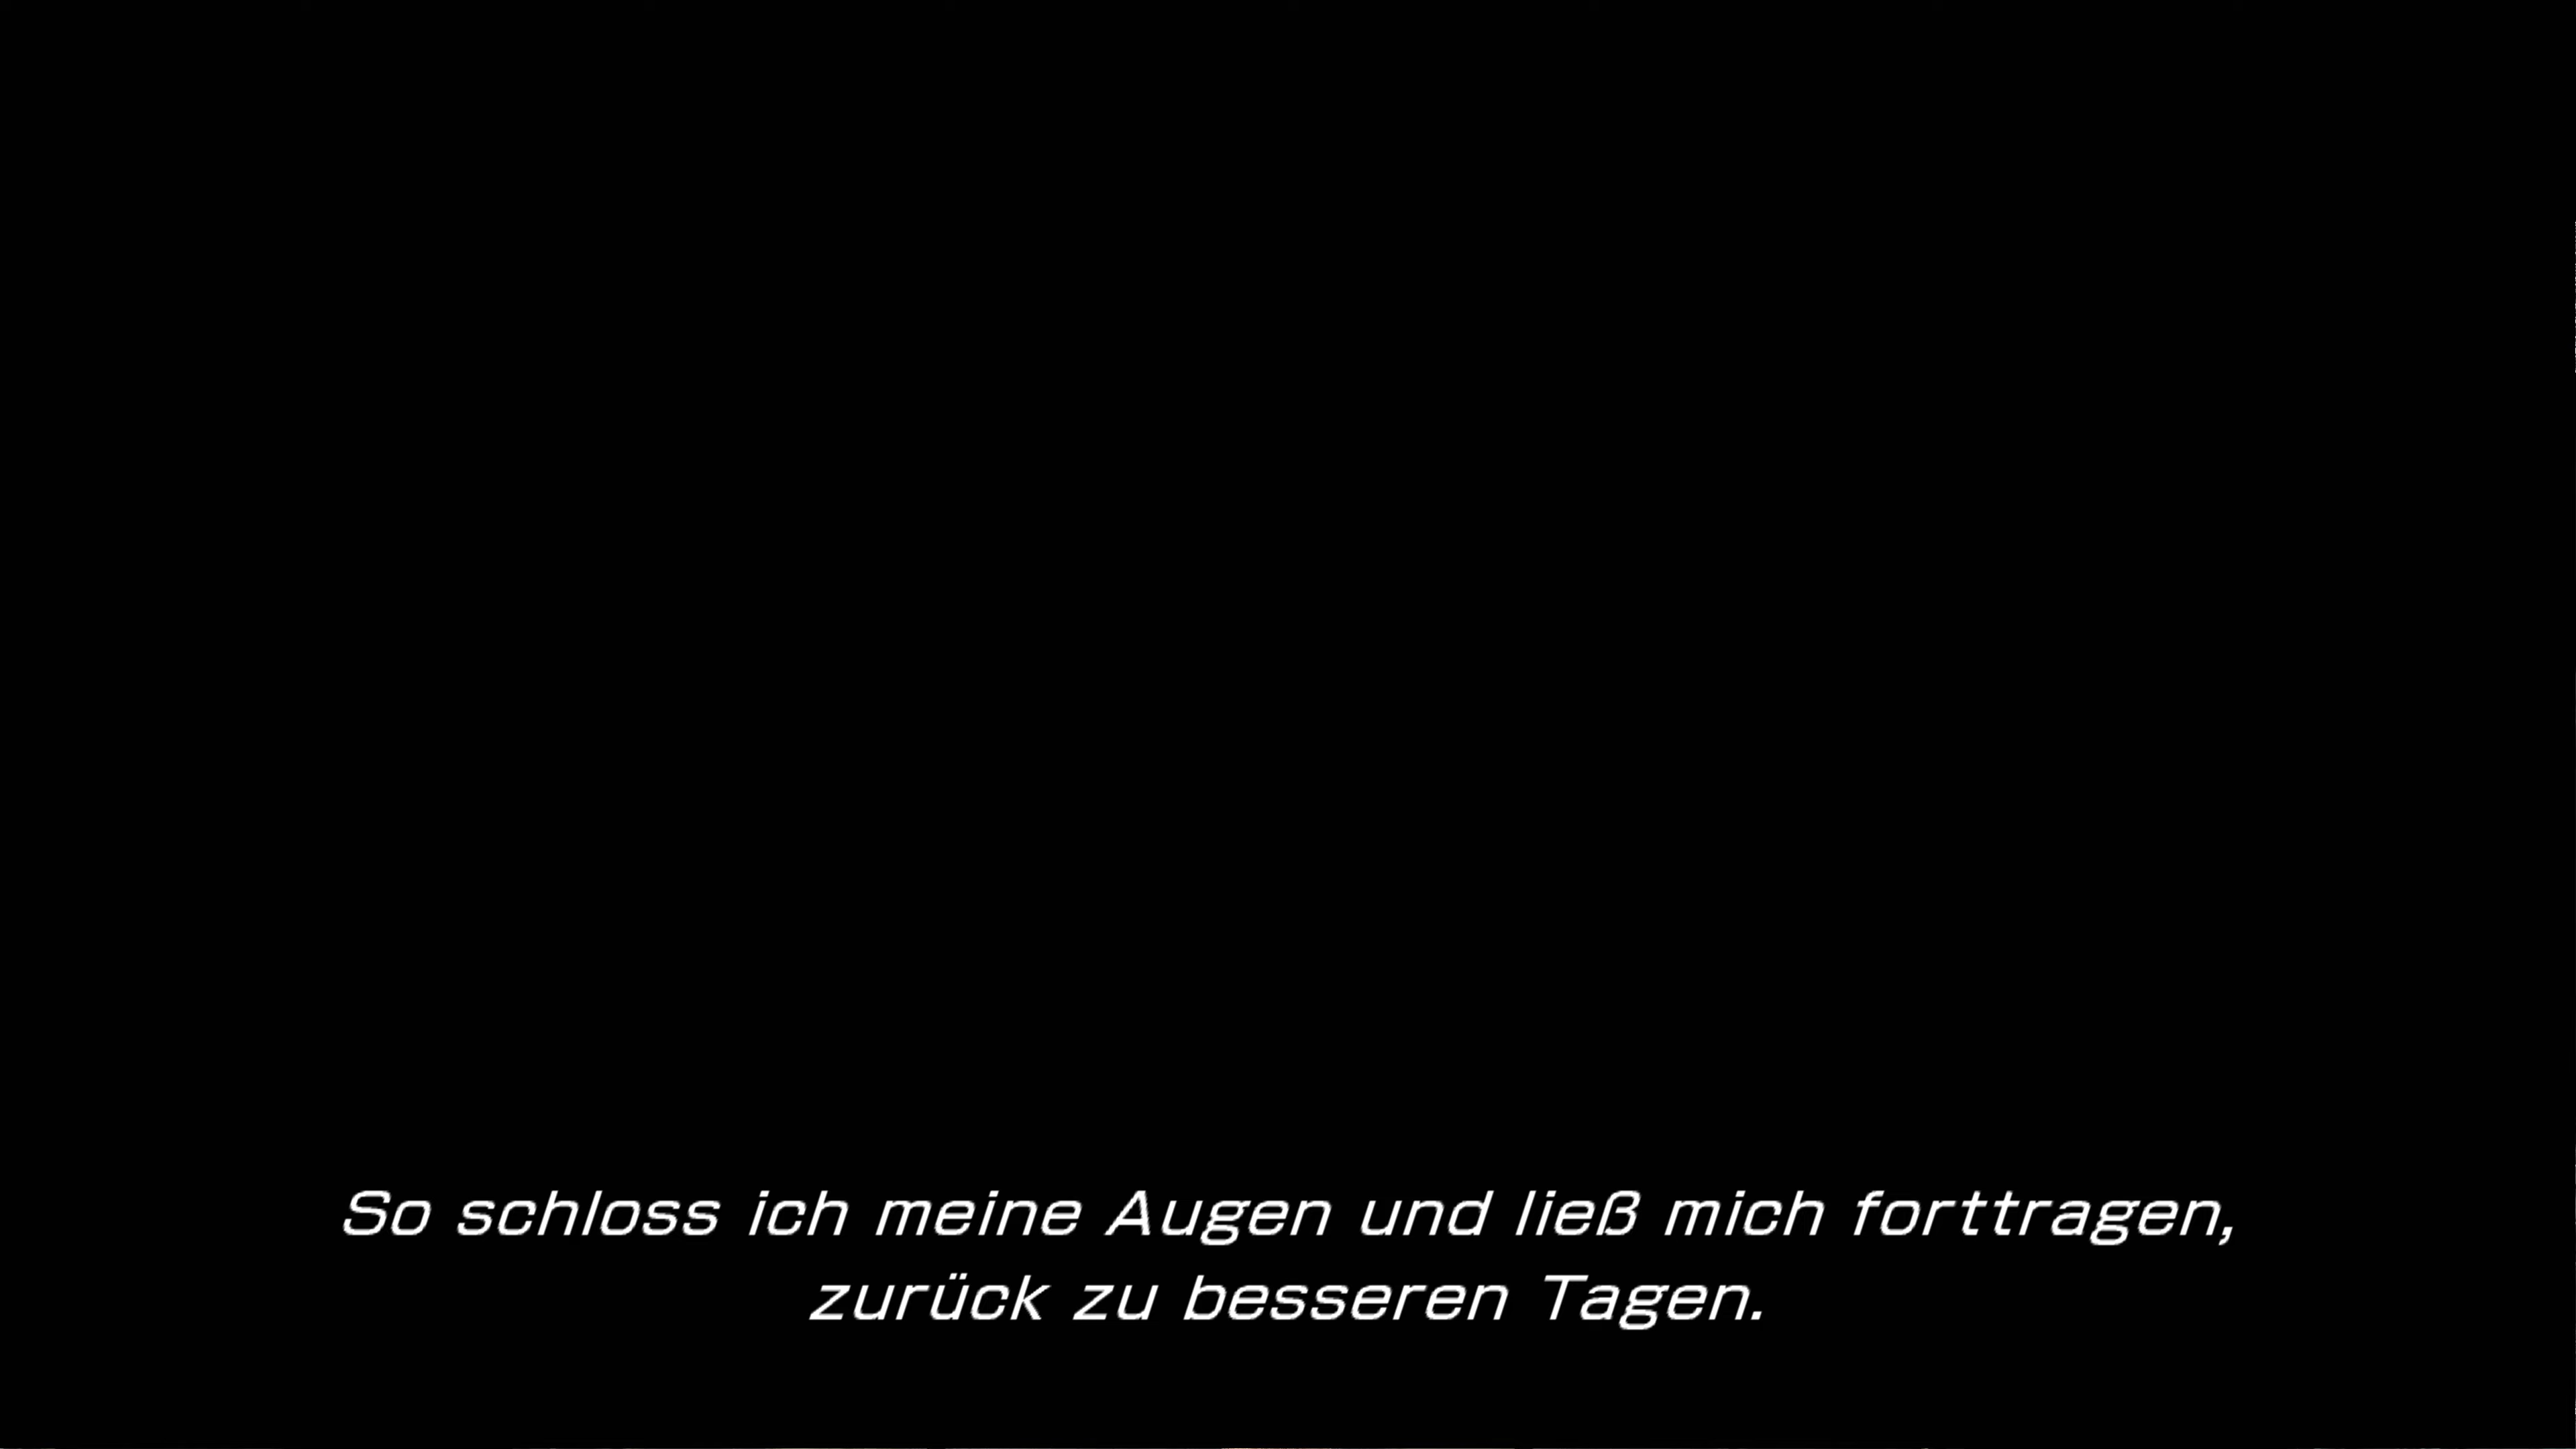 So schloss ich meine Augen und ließ mich forttragen,
zurück zu besseren Tagen.